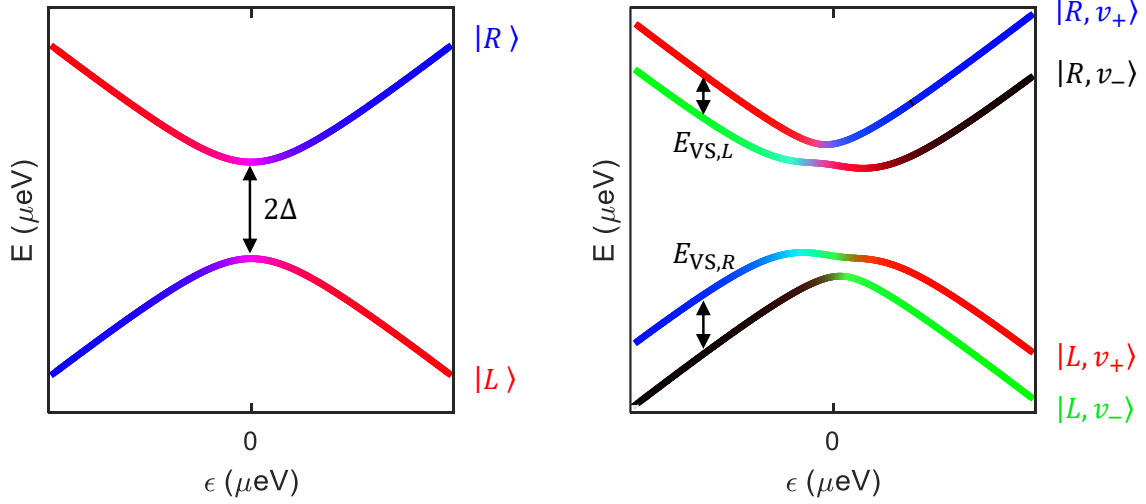 E (μeV)
|R⟩
2Δ
|L⟩
0
ϵ (μeV)
E (μeV)
|R, v₊⟩
|R, v₋⟩
E_VS,L
E_VS,R
|L, v₊⟩
|L, v₋⟩
0
ϵ (μeV)